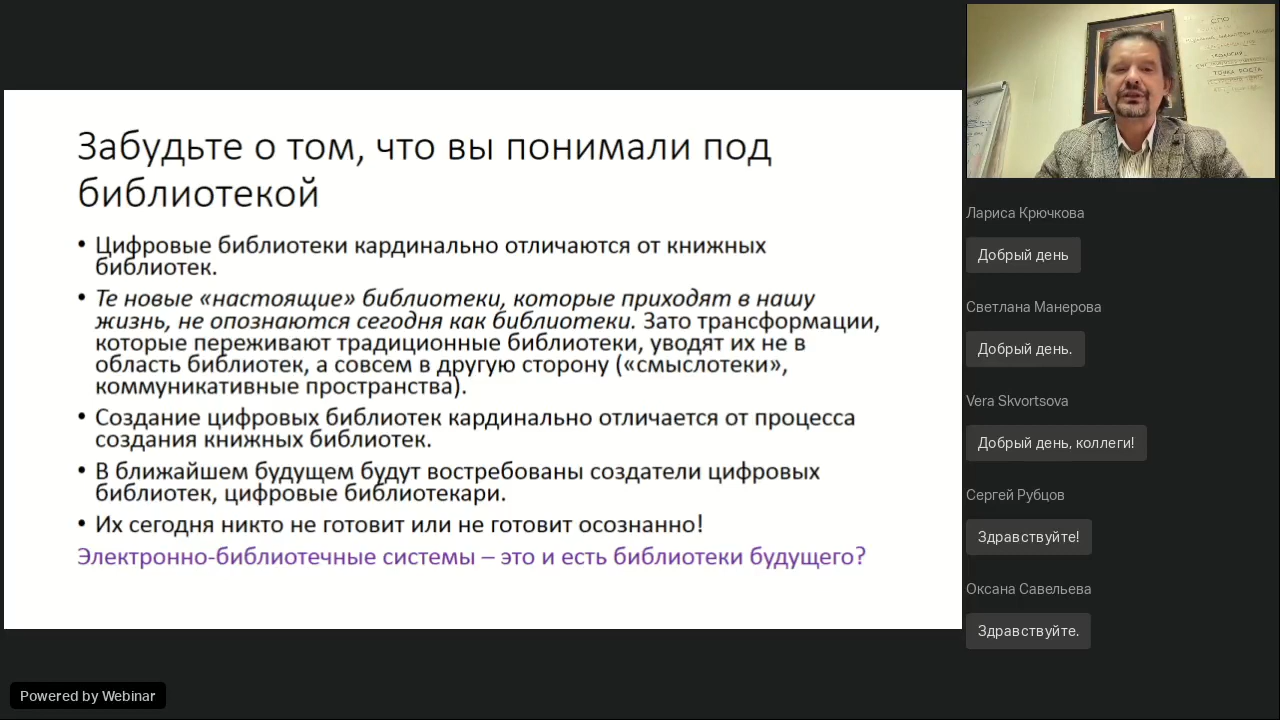 Забудьте о том, что вы понимали под
библиотекой
• Цифровые библиотеки кардинально отличаются от книжных
библиотек.
• Те новые «настоящие» библиотеки, которые приходят в нашу
жизнь, не опознаются сегодня как библиотеки. Зато трансформации,
которые переживают традиционные библиотеки, уводят их не в
область библиотек, а совсем в другую сторону («смыслотеки»,
коммуникативные пространства).
• Создание цифровых библиотек кардинально отличается от процесса
создания книжных библиотек.
• В ближайшем будущем будут востребованы создатели цифровых
библиотек, цифровые библиотекари.
• Их сегодня никто не готовит или не готовит осознанно!
Электронно-библиотечные системы – это и есть библиотеки будущего?
СПО
ТОЧКА РОСТА
Лариса Крючкова
Добрый день
Светлана Манерова
Добрый день.
Vera Skvortsova
Добрый день, коллеги!
Сергей Рубцов
Здравствуйте!
Оксана Савельева
Здравствуйте.
Powered by Webinar